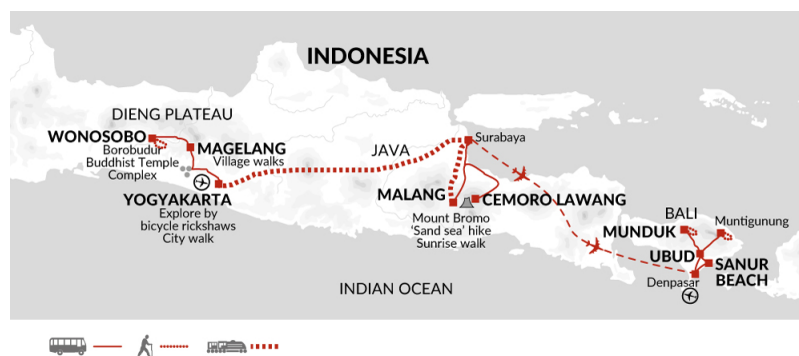 INDONESIA
DIENG PLATEAU
WONOSOBO
Borobudur
Buddhist Temple
Complex
MAGELANG
Village walks
YOGYAKARTA
Explore by
bicycle rickshaws
City walk
JAVA
Surabaya
MALANG
CEMORO LAWANG
Mount Bromo
'Sand sea' hike
Sunrise walk
BALI
Muntigunung
MUNDUK
UBUD
SANUR
BEACH
Denpasar
INDIAN OCEAN